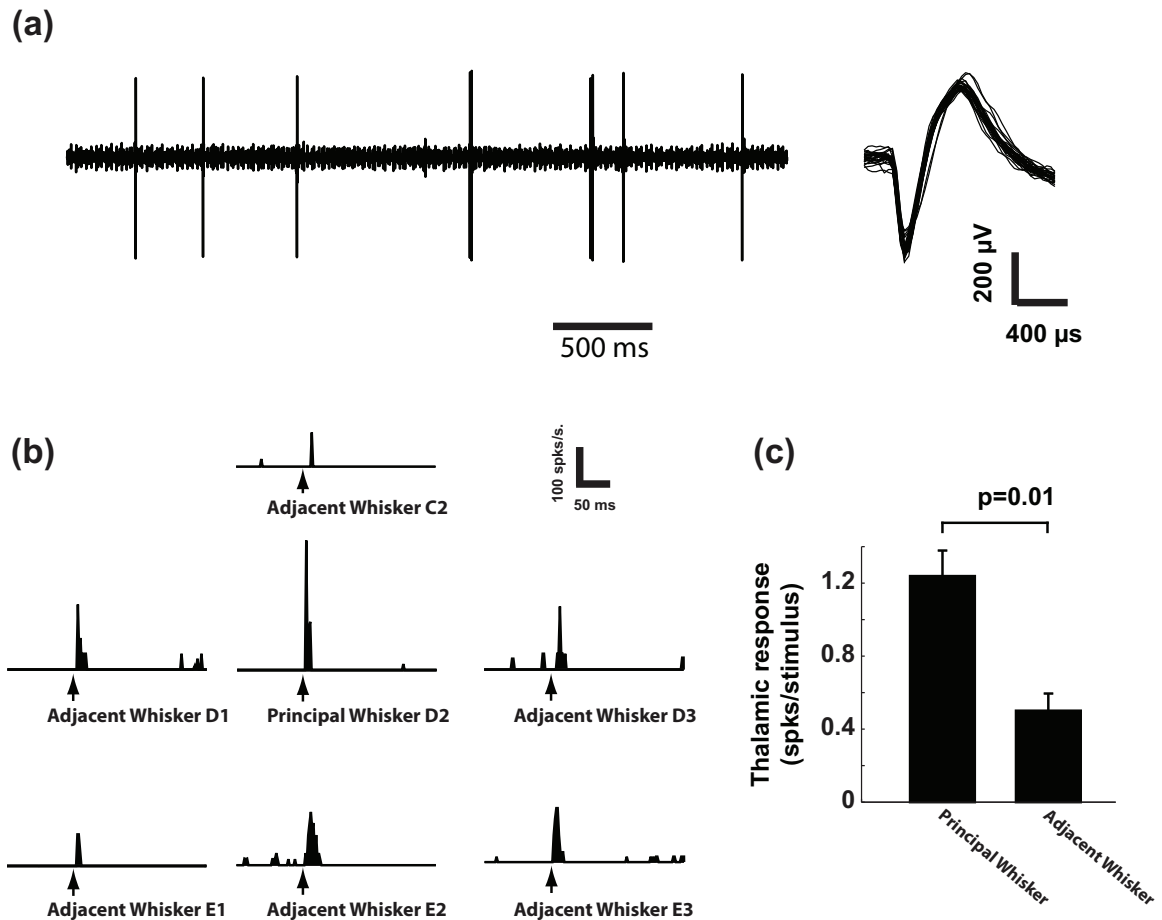 (a)
200 µV
400 µs
500 ms
(b)
100 spks/s.
50 ms
Adjacent Whisker C2
Adjacent Whisker D1
Principal Whisker D2
Adjacent Whisker D3
Adjacent Whisker E1
Adjacent Whisker E2
Adjacent Whisker E3
(c)
p=0.01
Thalamic response
(spks/stimulus)
1.2
0.8
0.4
0
Principal Whisker
Adjacent Whisker